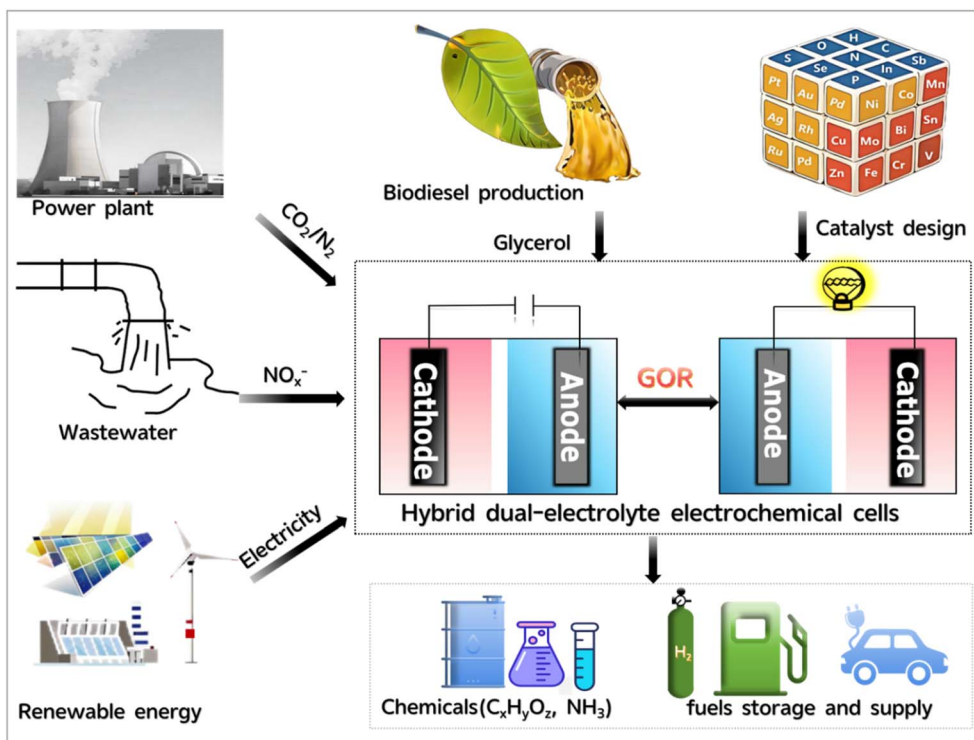 H
O
C
S
N
Sb
Se
In
P
Pt
Au
Pd
Ni
Co
Mn
Ag
Rh
Cu
Mo
Bi
Sn
Ru
Pd
Zn
Fe
Cr
V
Power plant
Biodiesel production
Catalyst design
CO₂/N₂
Glycerol
NOₓ⁻
Wastewater
Cathode
Anode
GOR
Anode
Cathode
Hybrid dual-electrolyte electrochemical cells
Electricity
Renewable energy
H₂
Chemicals(CₓHᵧO_z, NH₃)
fuels storage and supply